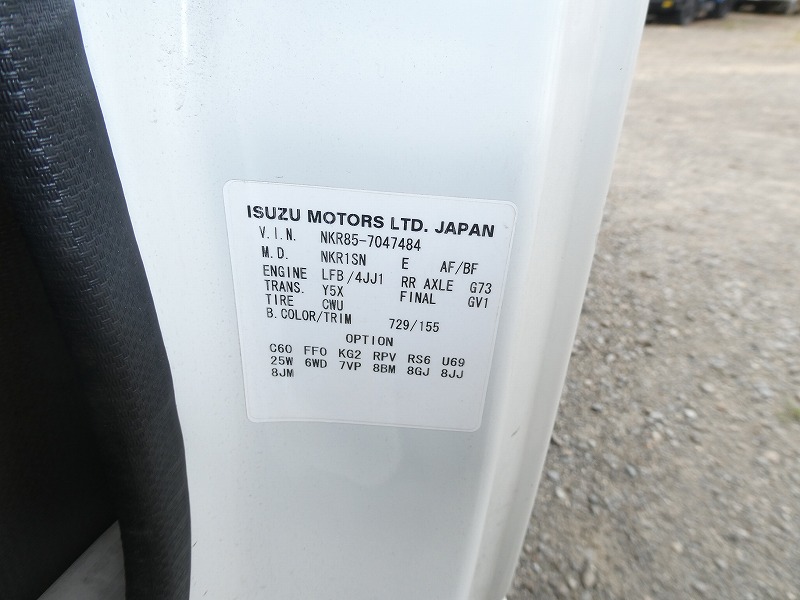 ISUZU MOTORS LTD. JAPAN
V.I.N. NKR85-7047484
M.D. NKR1SN E AF/BF
ENGINE LFB/4JJ1 RR AXLE G73
TRANS. Y5X FINAL GV1
TIRE CWU
B.COLOR/TRIM 729/155
OPTION
C60 FF0 KG2 RPV RS6 U69
25W 6WD 7VP 8BM 8GJ 8JJ
8JM